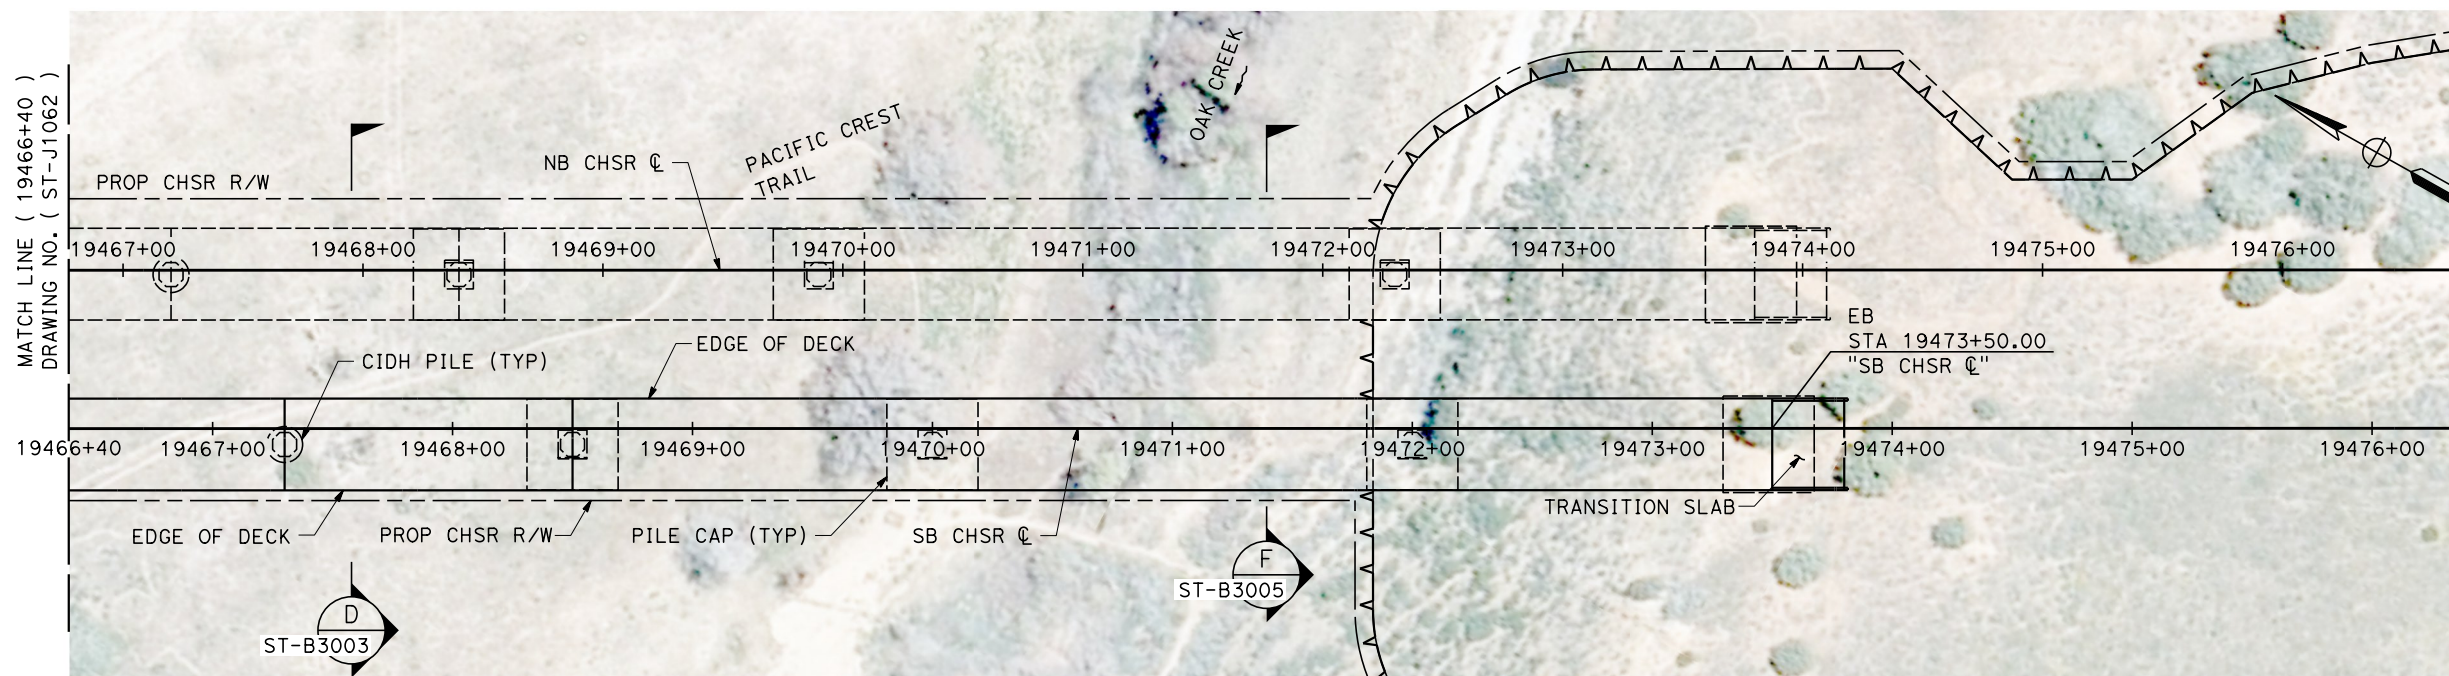 MATCH LINE ( 19466+40 )
DRAWING NO. ( ST-J1062 )
OAK CREEK
PACIFIC CREST
TRAIL
NB CHSR ℄
PROP CHSR R/W
19467+00 19468+00 19469+00 19470+00 19471+00 19472+00 19473+00 19474+00 19475+00 19476+00
EB
STA 19473+50.00
"SB CHSR ℄"
EDGE OF DECK
CIDH PILE (TYP)
19466+40 19467+00 19468+00 19469+00 19470+00 19471+00 19472+00 19473+00 19474+00 19475+00 19476+00
TRANSITION SLAB
EDGE OF DECK
PROP CHSR R/W
PILE CAP (TYP)
SB CHSR ℄
F
ST-B3005
D
ST-B3003